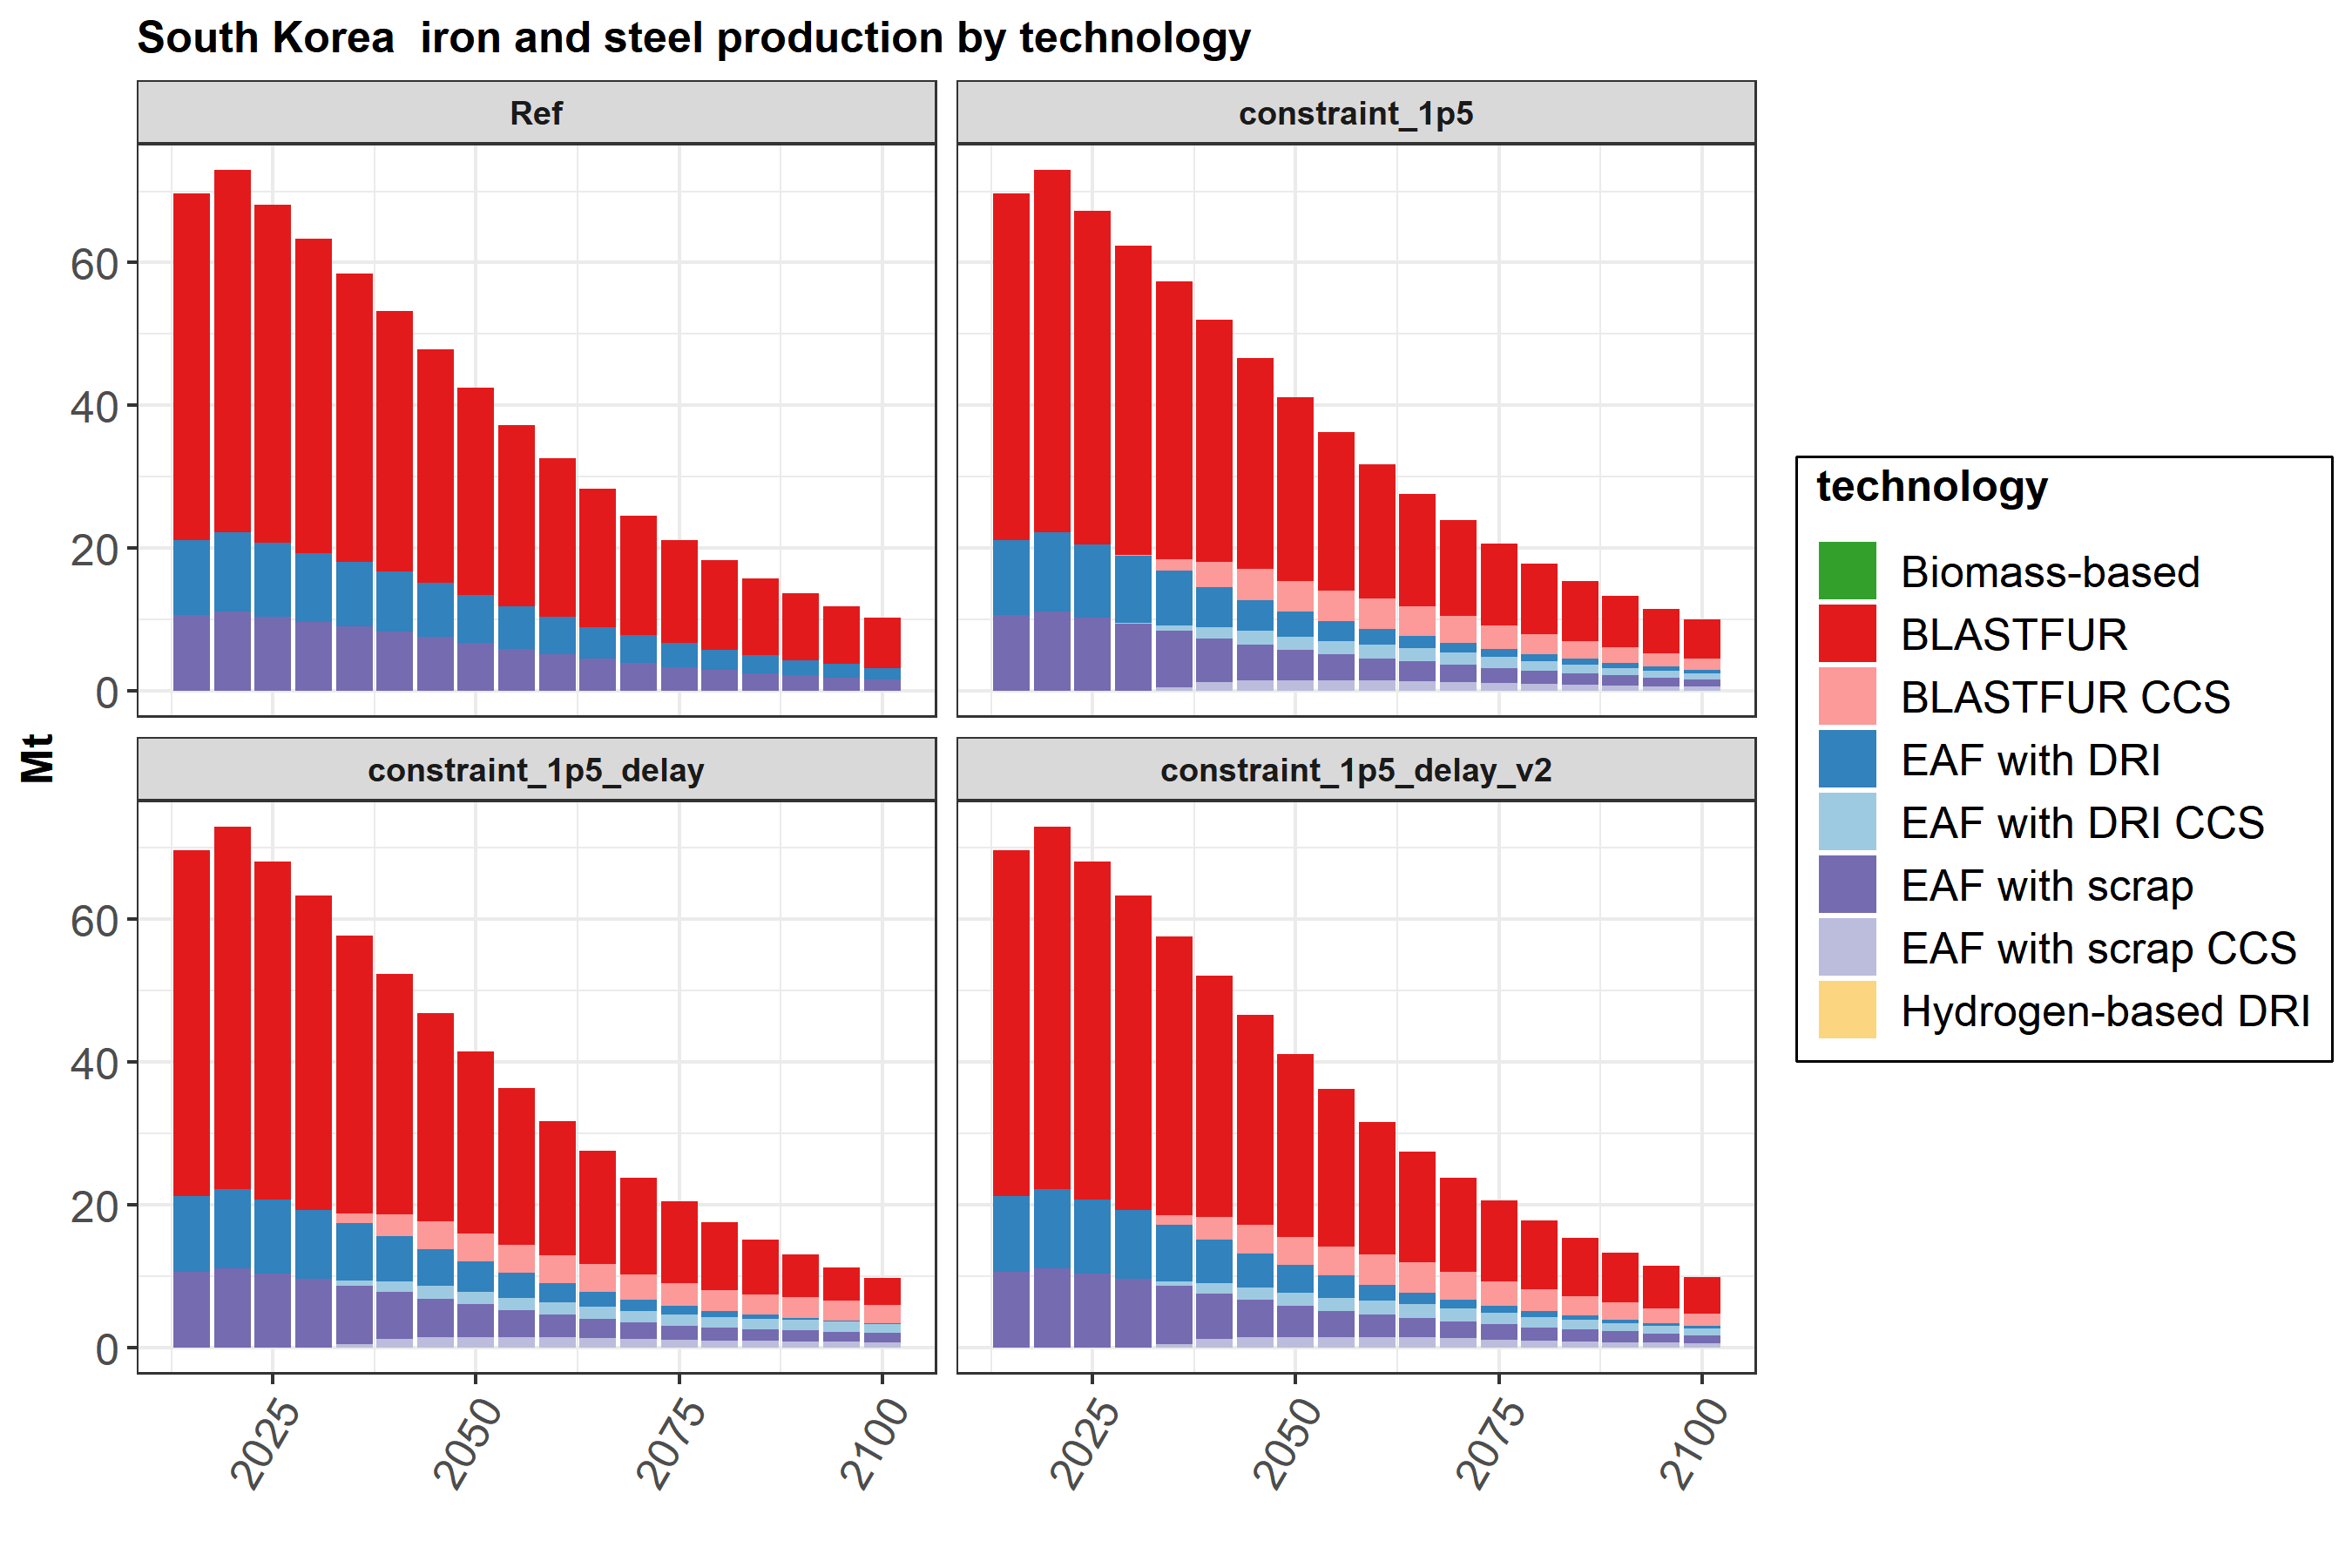 South Korea  iron and steel production by technology
Ref
constraint_1p5
60
40
20
0
Mt
constraint_1p5_delay
constraint_1p5_delay_v2
60
40
20
0
2025
2050
2075
2100
2025
2050
2075
2100
technology
Biomass-based
BLASTFUR
BLASTFUR CCS
EAF with DRI
EAF with DRI CCS
EAF with scrap
EAF with scrap CCS
Hydrogen-based DRI